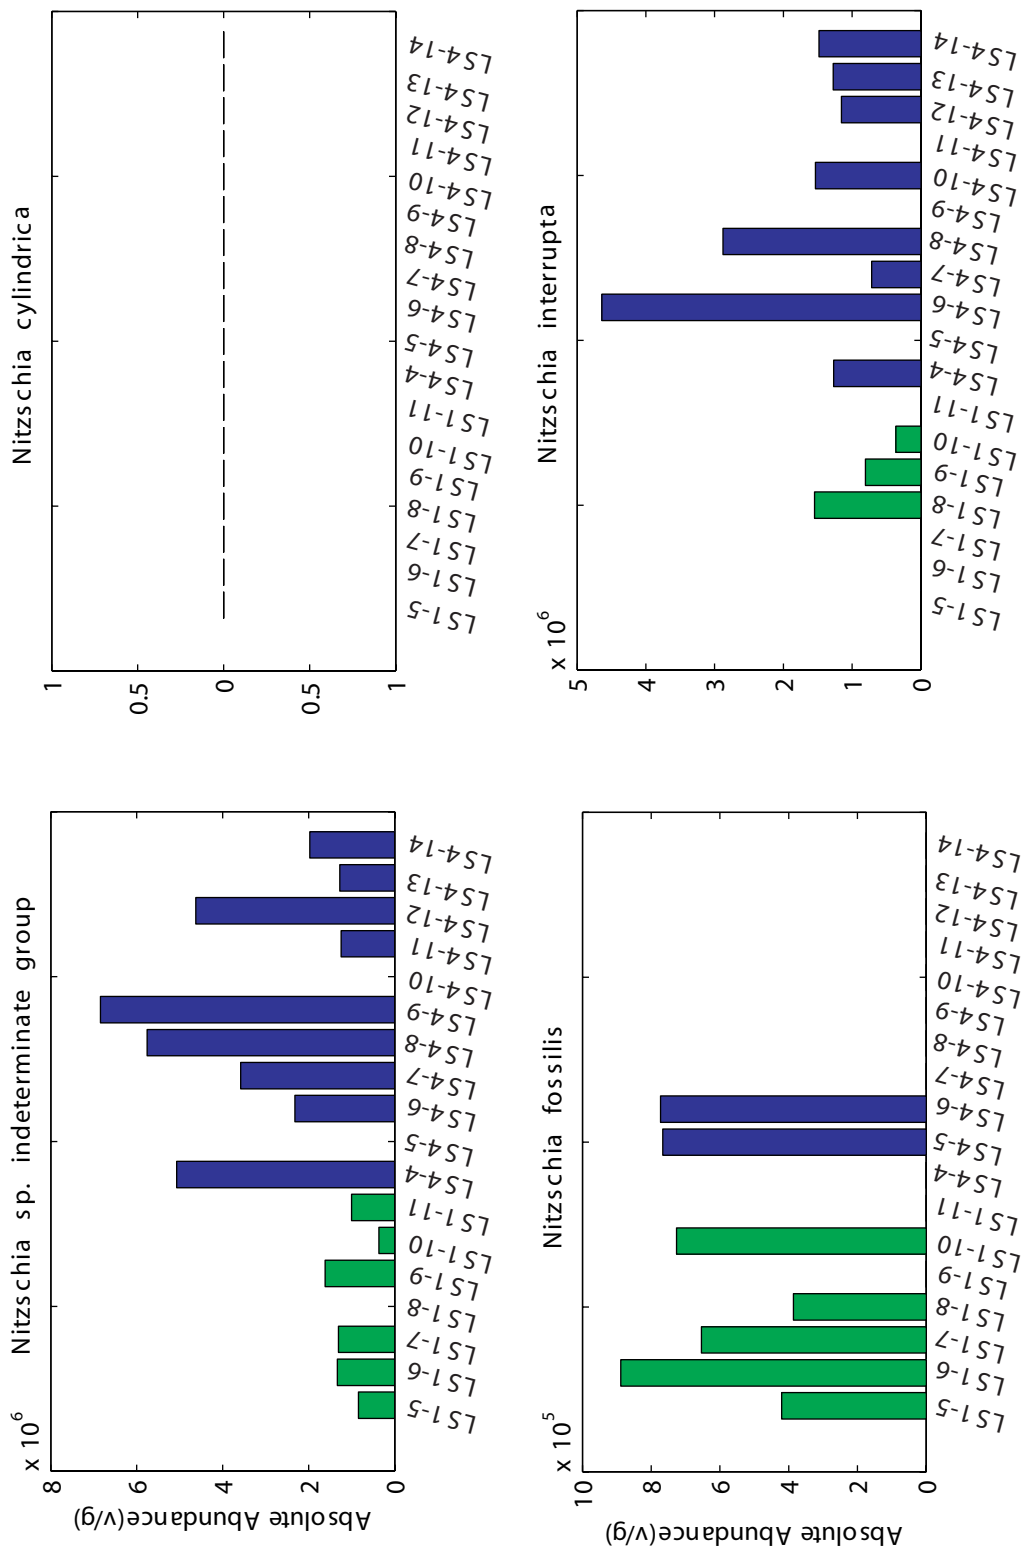 Nitzschia sp. indeterminate group
x 10^6
8
6
4
2
0
Absolute Abundance(v/g)
LS1-5
LS1-6
LS1-7
LS1-8
LS1-9
LS1-10
LS1-11
LS4-4
LS4-5
LS4-6
LS4-7
LS4-8
LS4-9
LS4-10
LS4-11
LS4-12
LS4-13
LS4-14
Nitzschia cylindrica
1
0.5
0
0.5
1
LS1-5
LS1-6
LS1-7
LS1-8
LS1-9
LS1-10
LS1-11
LS4-4
LS4-5
LS4-6
LS4-7
LS4-8
LS4-9
LS4-10
LS4-11
LS4-12
LS4-13
LS4-14
Nitzschia fossilis
x 10^5
10
8
6
4
2
0
Absolute Abundance(v/g)
LS1-5
LS1-6
LS1-7
LS1-8
LS1-9
LS1-10
LS1-11
LS4-4
LS4-5
LS4-6
LS4-7
LS4-8
LS4-9
LS4-10
LS4-11
LS4-12
LS4-13
LS4-14
Nitzschia interrupta
x 10^6
5
4
3
2
1
0
LS1-5
LS1-6
LS1-7
LS1-8
LS1-9
LS1-10
LS1-11
LS4-4
LS4-5
LS4-6
LS4-7
LS4-8
LS4-9
LS4-10
LS4-11
LS4-12
LS4-13
LS4-14